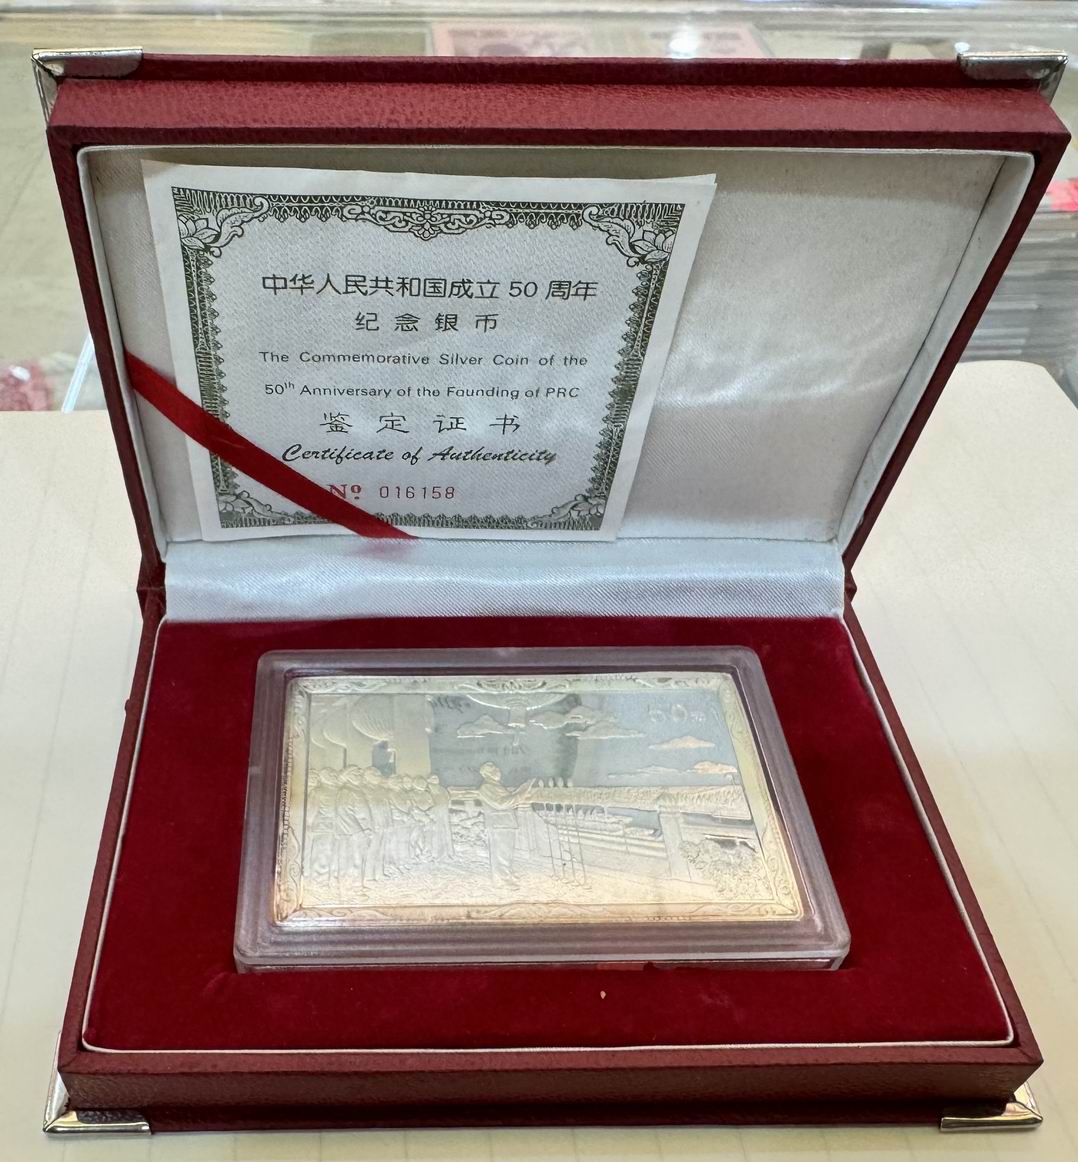 中华人民共和国成立 50 周年
纪念银币
The Commemorative Silver Coin of the
50th Anniversary of the Founding of PRC
鉴定证书
Certificate of Authenticity
Nº 016158
50元